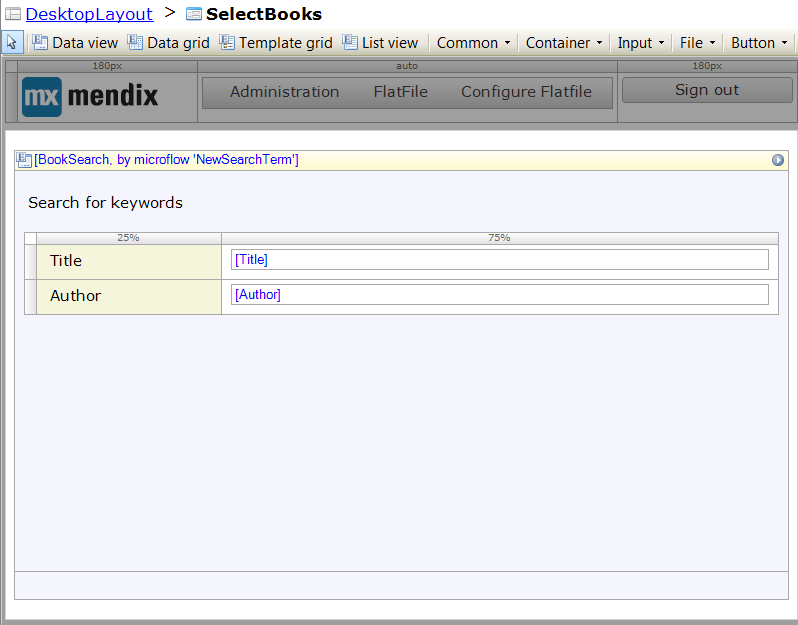 DesktopLayout > SelectBooks
Data view Data grid Template grid List view Common Container Input File Button
180px auto 180px
mx mendix Administration FlatFile Configure Flatfile Sign out
[BookSearch, by microflow 'NewSearchTerm']
Search for keywords
25% 75%
Title [Title]
Author [Author]